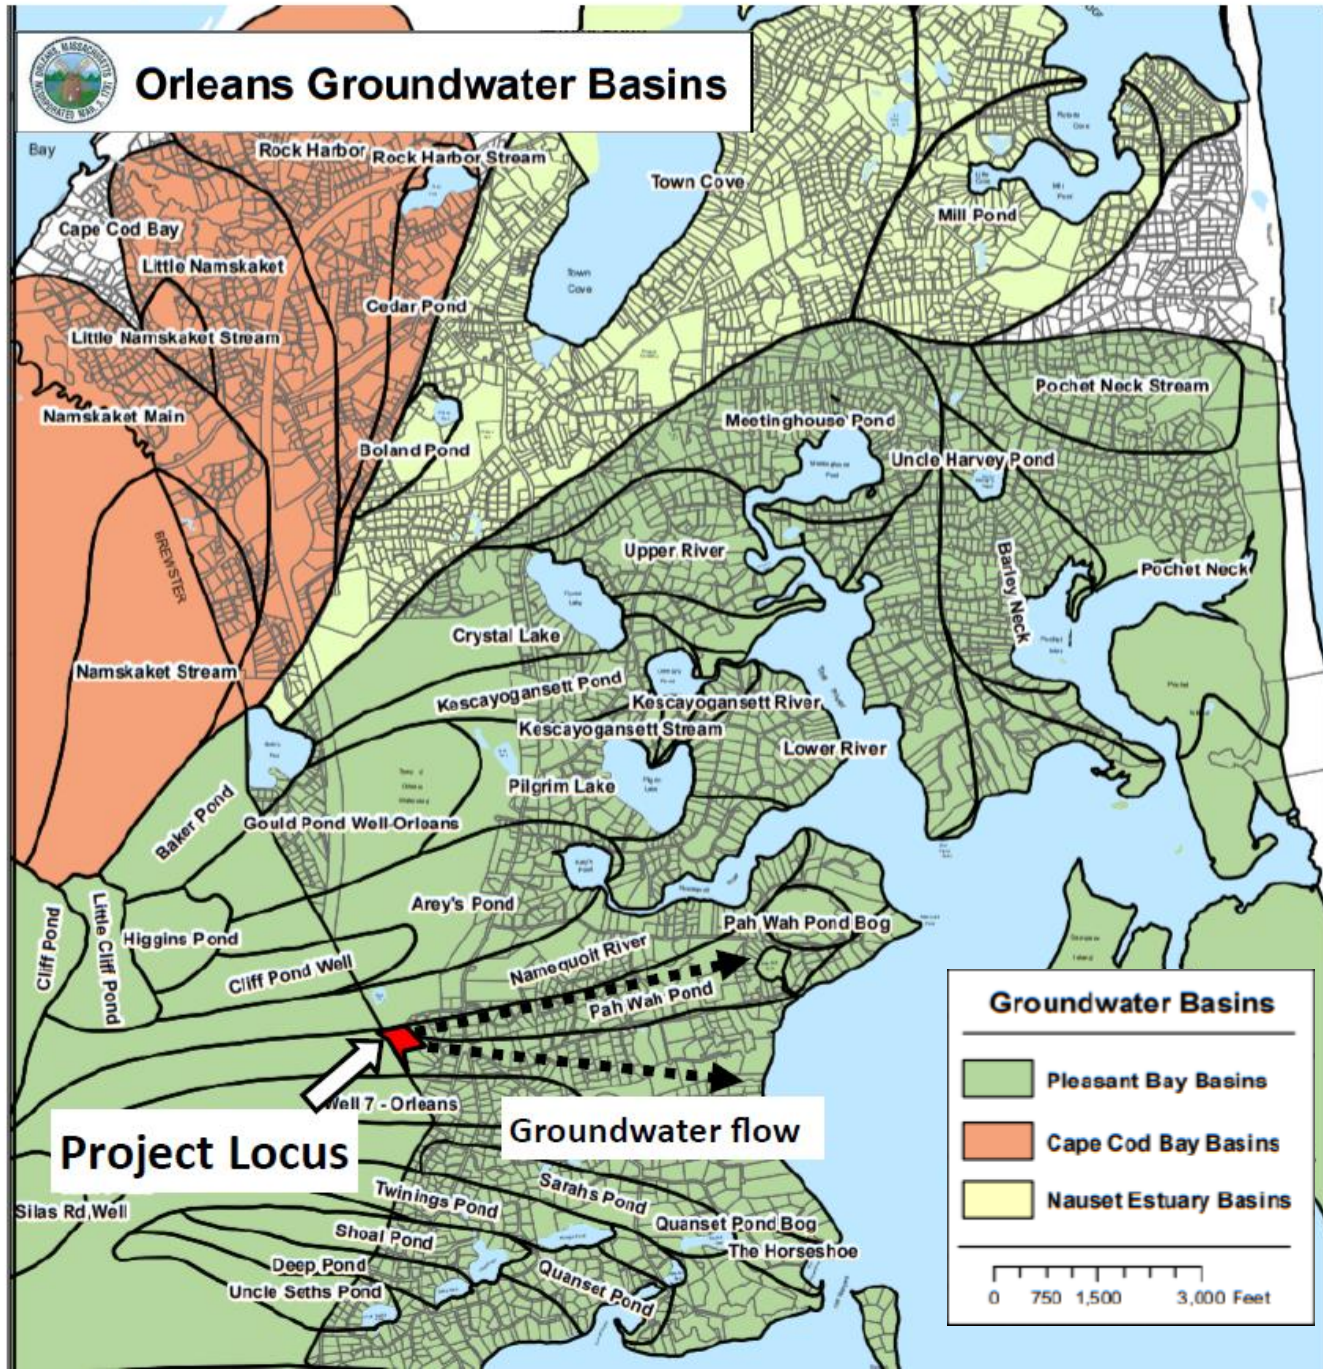 Orleans Groundwater Basins
Bay
Rock Harbor
Rock Harbor Stream
Town Cove
Cape Cod Bay
Mill Pond
Little Namskaket
Town
Cove
Cedar Pond
Little Namskaket Stream
Pochet Neck Stream
Namskaket Main
Meetinghouse Pond
Boland Pond
Uncle Harvey Pond
BREWSTER
Upper River
Barley Neck
Pochet Neck
Crystal Lake
Namskaket Stream
Kescayogansett Pond
Kescayogansett River
Kescayogansett Stream
Lower River
Pilgrim Lake
Baker Pond
Gould Pond Well-Orleans
Arey's Pond
Cliff Pond
Little Cliff Pond
Higgins Pond
Pah Wah Pond Bog
Cliff Pond Well
Namequoit River
Pah Wah Pond
Well 7 - Orleans
Project Locus
Groundwater flow
Silas Rd,Well
Twinings Pond
Sarahs Pond
Shoal Pond
Quanset Pond Bog
The Horseshoe
Deep Pond
Uncle Seths Pond
Quanset Pond
Groundwater Basins
Pleasant Bay Basins
Cape Cod Bay Basins
Nauset Estuary Basins
0 750 1,500 3,000 Feet